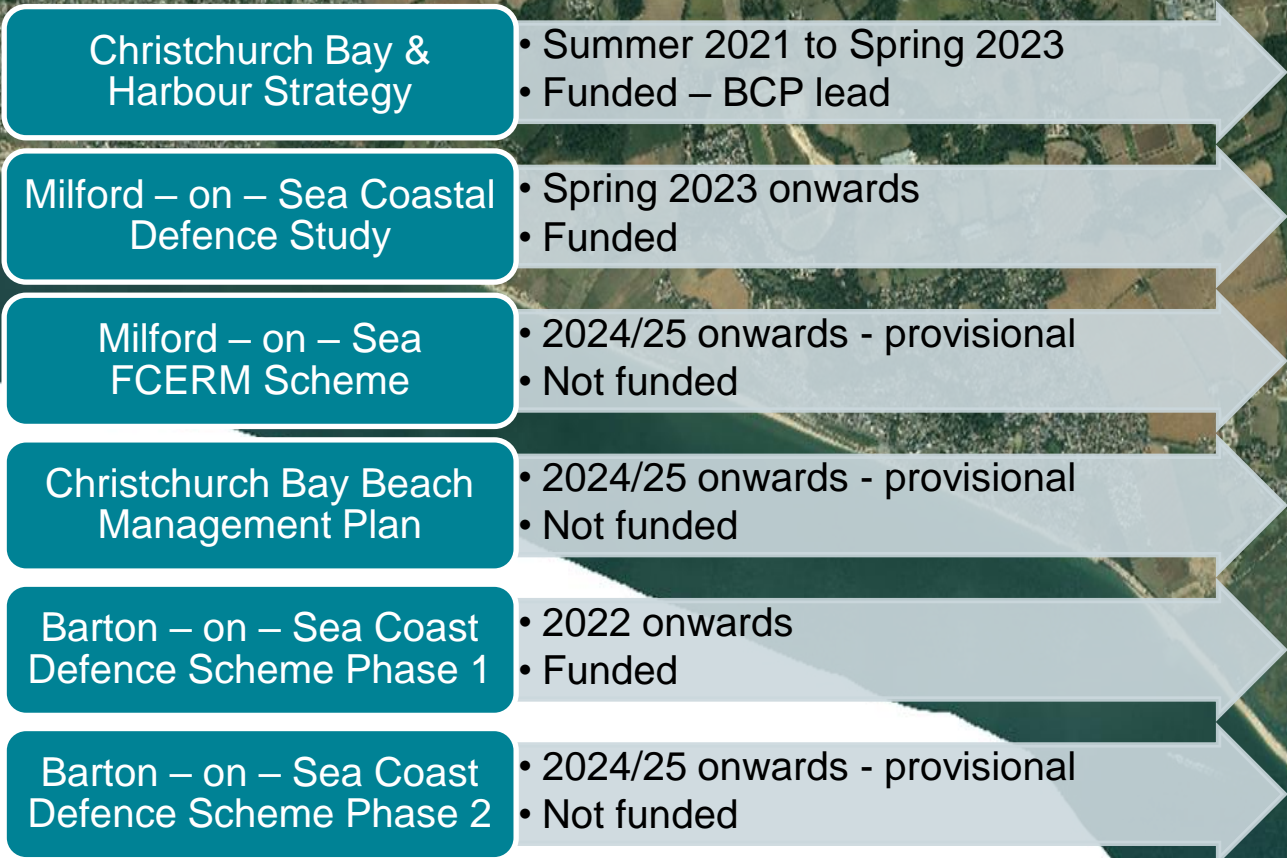 Christchurch Bay &
Harbour Strategy
• Summer 2021 to Spring 2023
• Funded – BCP lead
Milford – on – Sea Coastal
Defence Study
• Spring 2023 onwards
• Funded
Milford – on – Sea
FCERM Scheme
• 2024/25 onwards - provisional
• Not funded
Christchurch Bay Beach
Management Plan
• 2024/25 onwards - provisional
• Not funded
Barton – on – Sea Coast
Defence Scheme Phase 1
• 2022 onwards
• Funded
Barton – on – Sea Coast
Defence Scheme Phase 2
• 2024/25 onwards - provisional
• Not funded